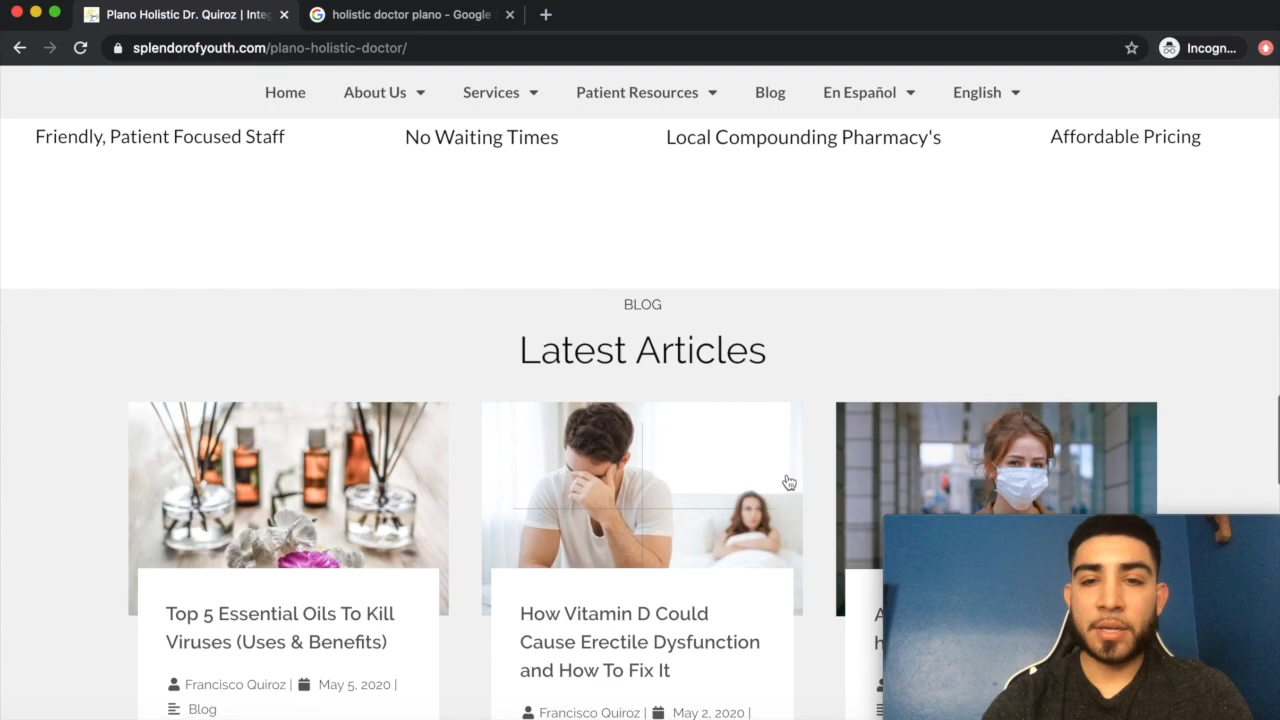 Plano Holistic Dr. Quiroz | Integ
holistic doctor plano - Google
splendorofyouth.com/plano-holistic-doctor/
Incogn...
Home
About Us
Services
Patient Resources
Blog
En Español
English
Friendly, Patient Focused Staff
No Waiting Times
Local Compounding Pharmacy's
Affordable Pricing
BLOG
Latest Articles
Top 5 Essential Oils To Kill
Viruses (Uses & Benefits)
Francisco Quiroz | May 5, 2020 |
Blog
How Vitamin D Could
Cause Erectile Dysfunction
and How To Fix It
Francisco Quiroz | May 2, 2020 |